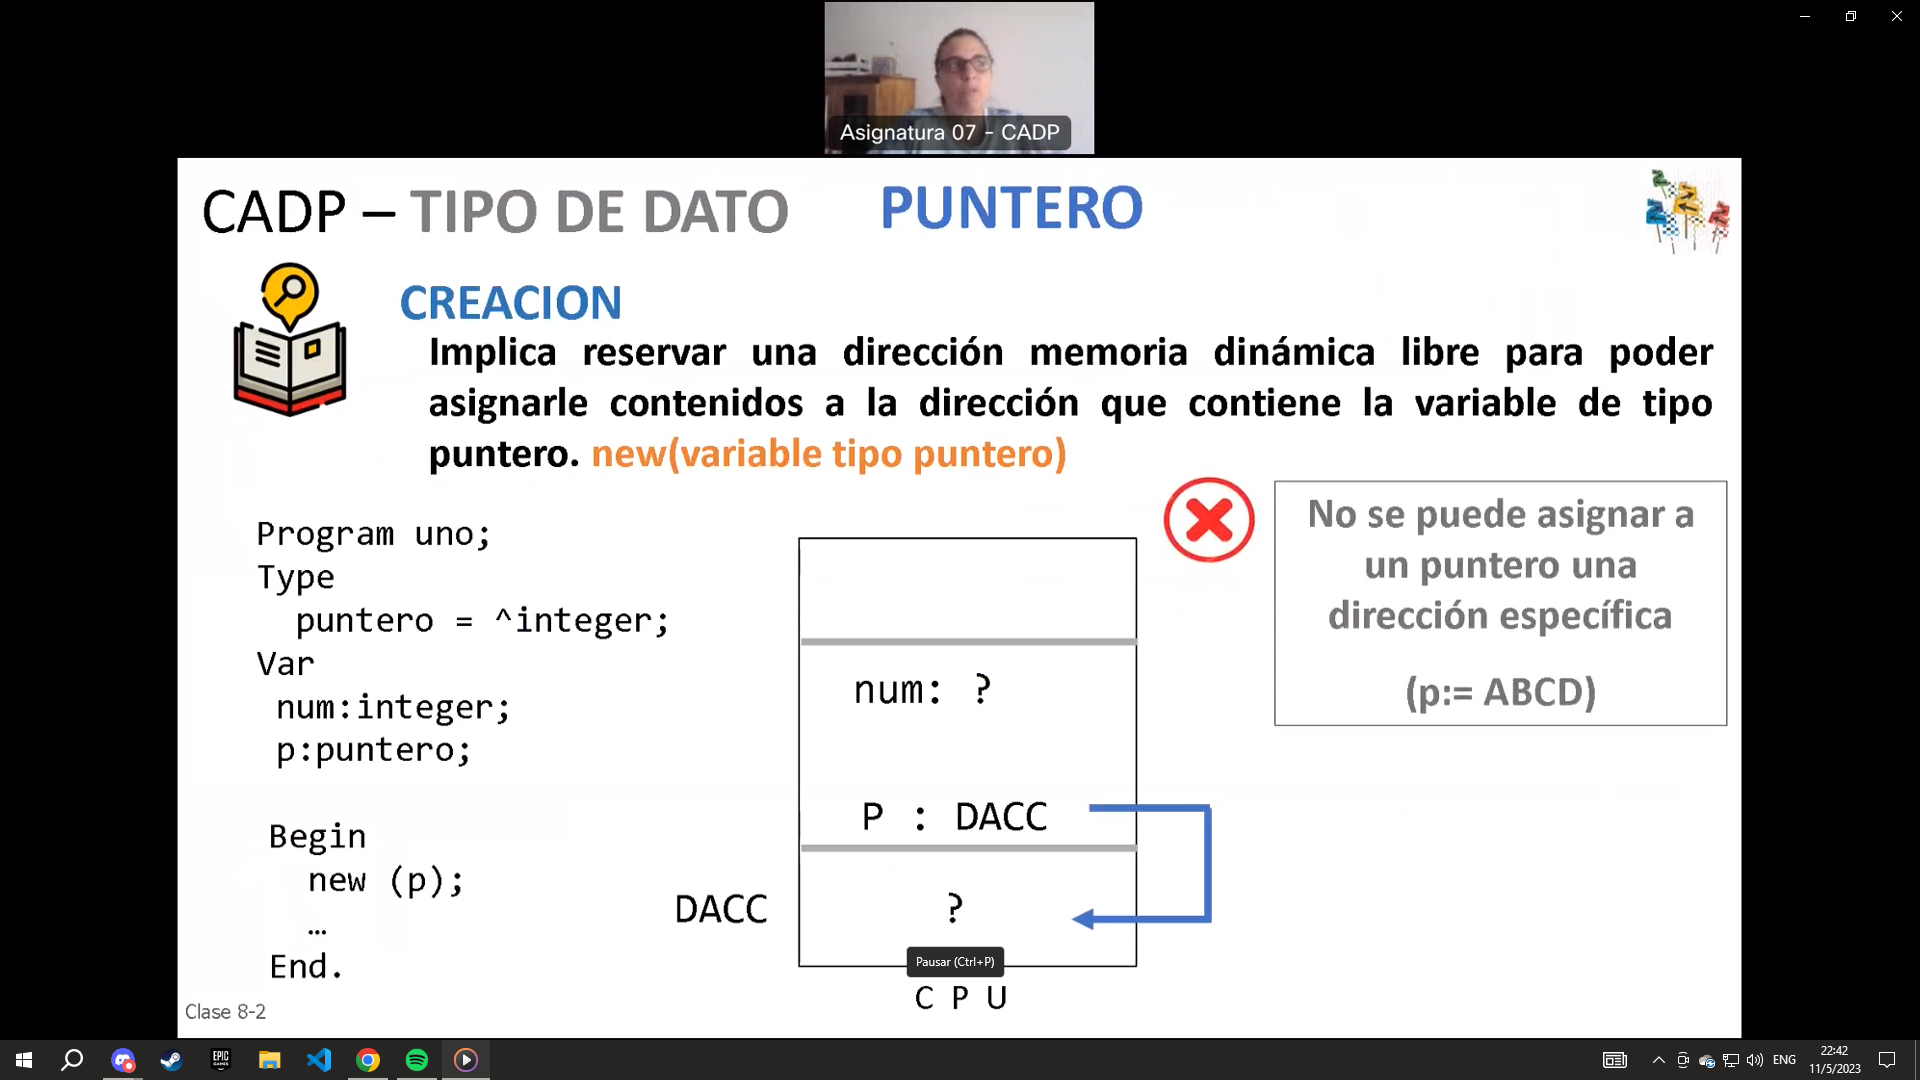 Asignatura 07 - CADP
CADP – TIPO DE DATO PUNTERO
CREACION
Implica reservar una dirección memoria dinámica libre para poder
asignarle contenidos a la dirección que contiene la variable de tipo
puntero. new(variable tipo puntero)
Program uno;
Type
puntero = ^integer;
Var
num:integer;
p:puntero;
Begin
new (p);
…
End.
num: ?
P : DACC
DACC
?
C P U
No se puede asignar a
un puntero una
dirección específica
(p:= ABCD)
Pausar (Ctrl+P)
Clase 8-2
EPIC
GAMES
ENG
22:42
11/5/2023